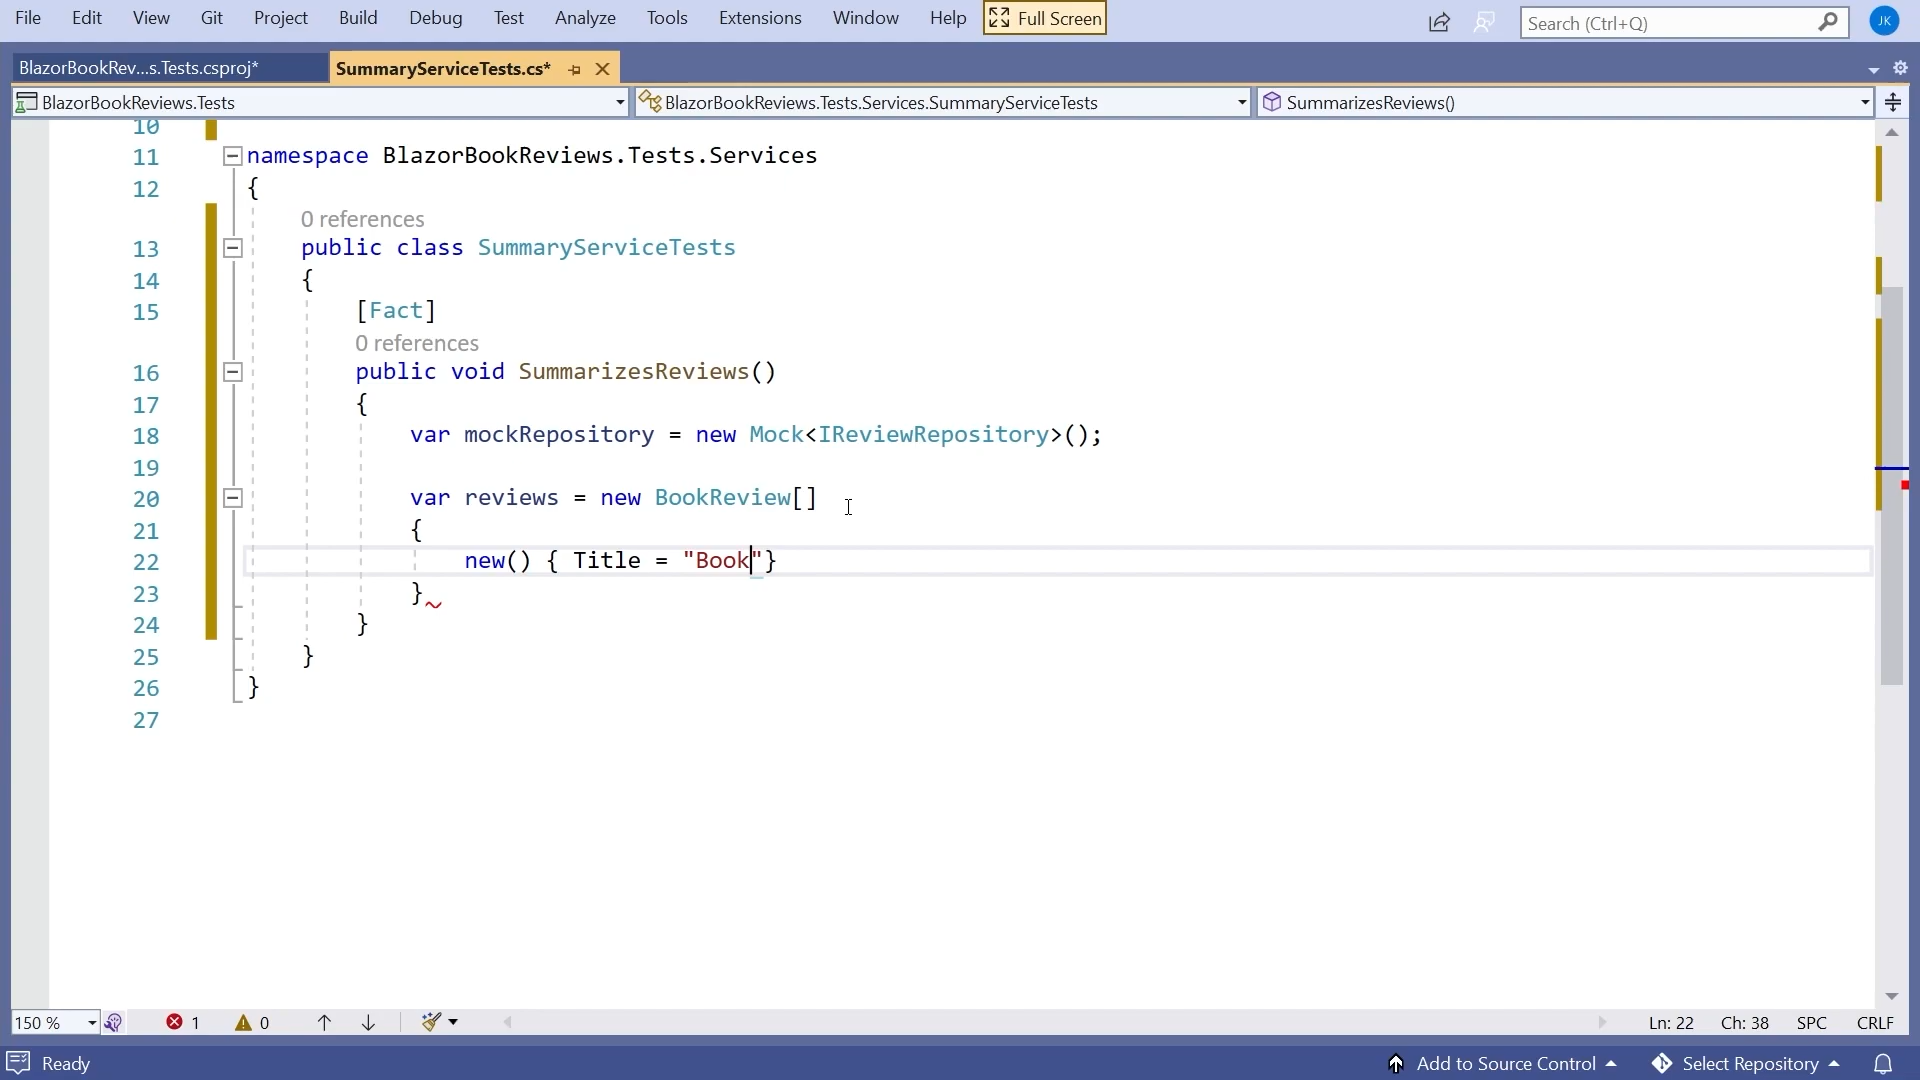 File Edit View Git Project Build Debug Test Analyze Tools Extensions Window Help Full Screen Search (Ctrl+Q) JK
BlazorBookRev...s.Tests.csproj* SummaryServiceTests.cs*
BlazorBookReviews.Tests BlazorBookReviews.Tests.Services.SummaryServiceTests SummarizesReviews()
10
11 namespace BlazorBookReviews.Tests.Services
12 {
0 references
13 public class SummaryServiceTests
14 {
15 [Fact]
0 references
16 public void SummarizesReviews()
17 {
18 var mockRepository = new Mock<IReviewRepository>();
19
20 var reviews = new BookReview[]
21 {
22 new() { Title = "Book"}
23 }
24 }
25 }
26 }
27
150 % 1 0 Ln: 22 Ch: 38 SPC CRLF
Ready Add to Source Control Select Repository